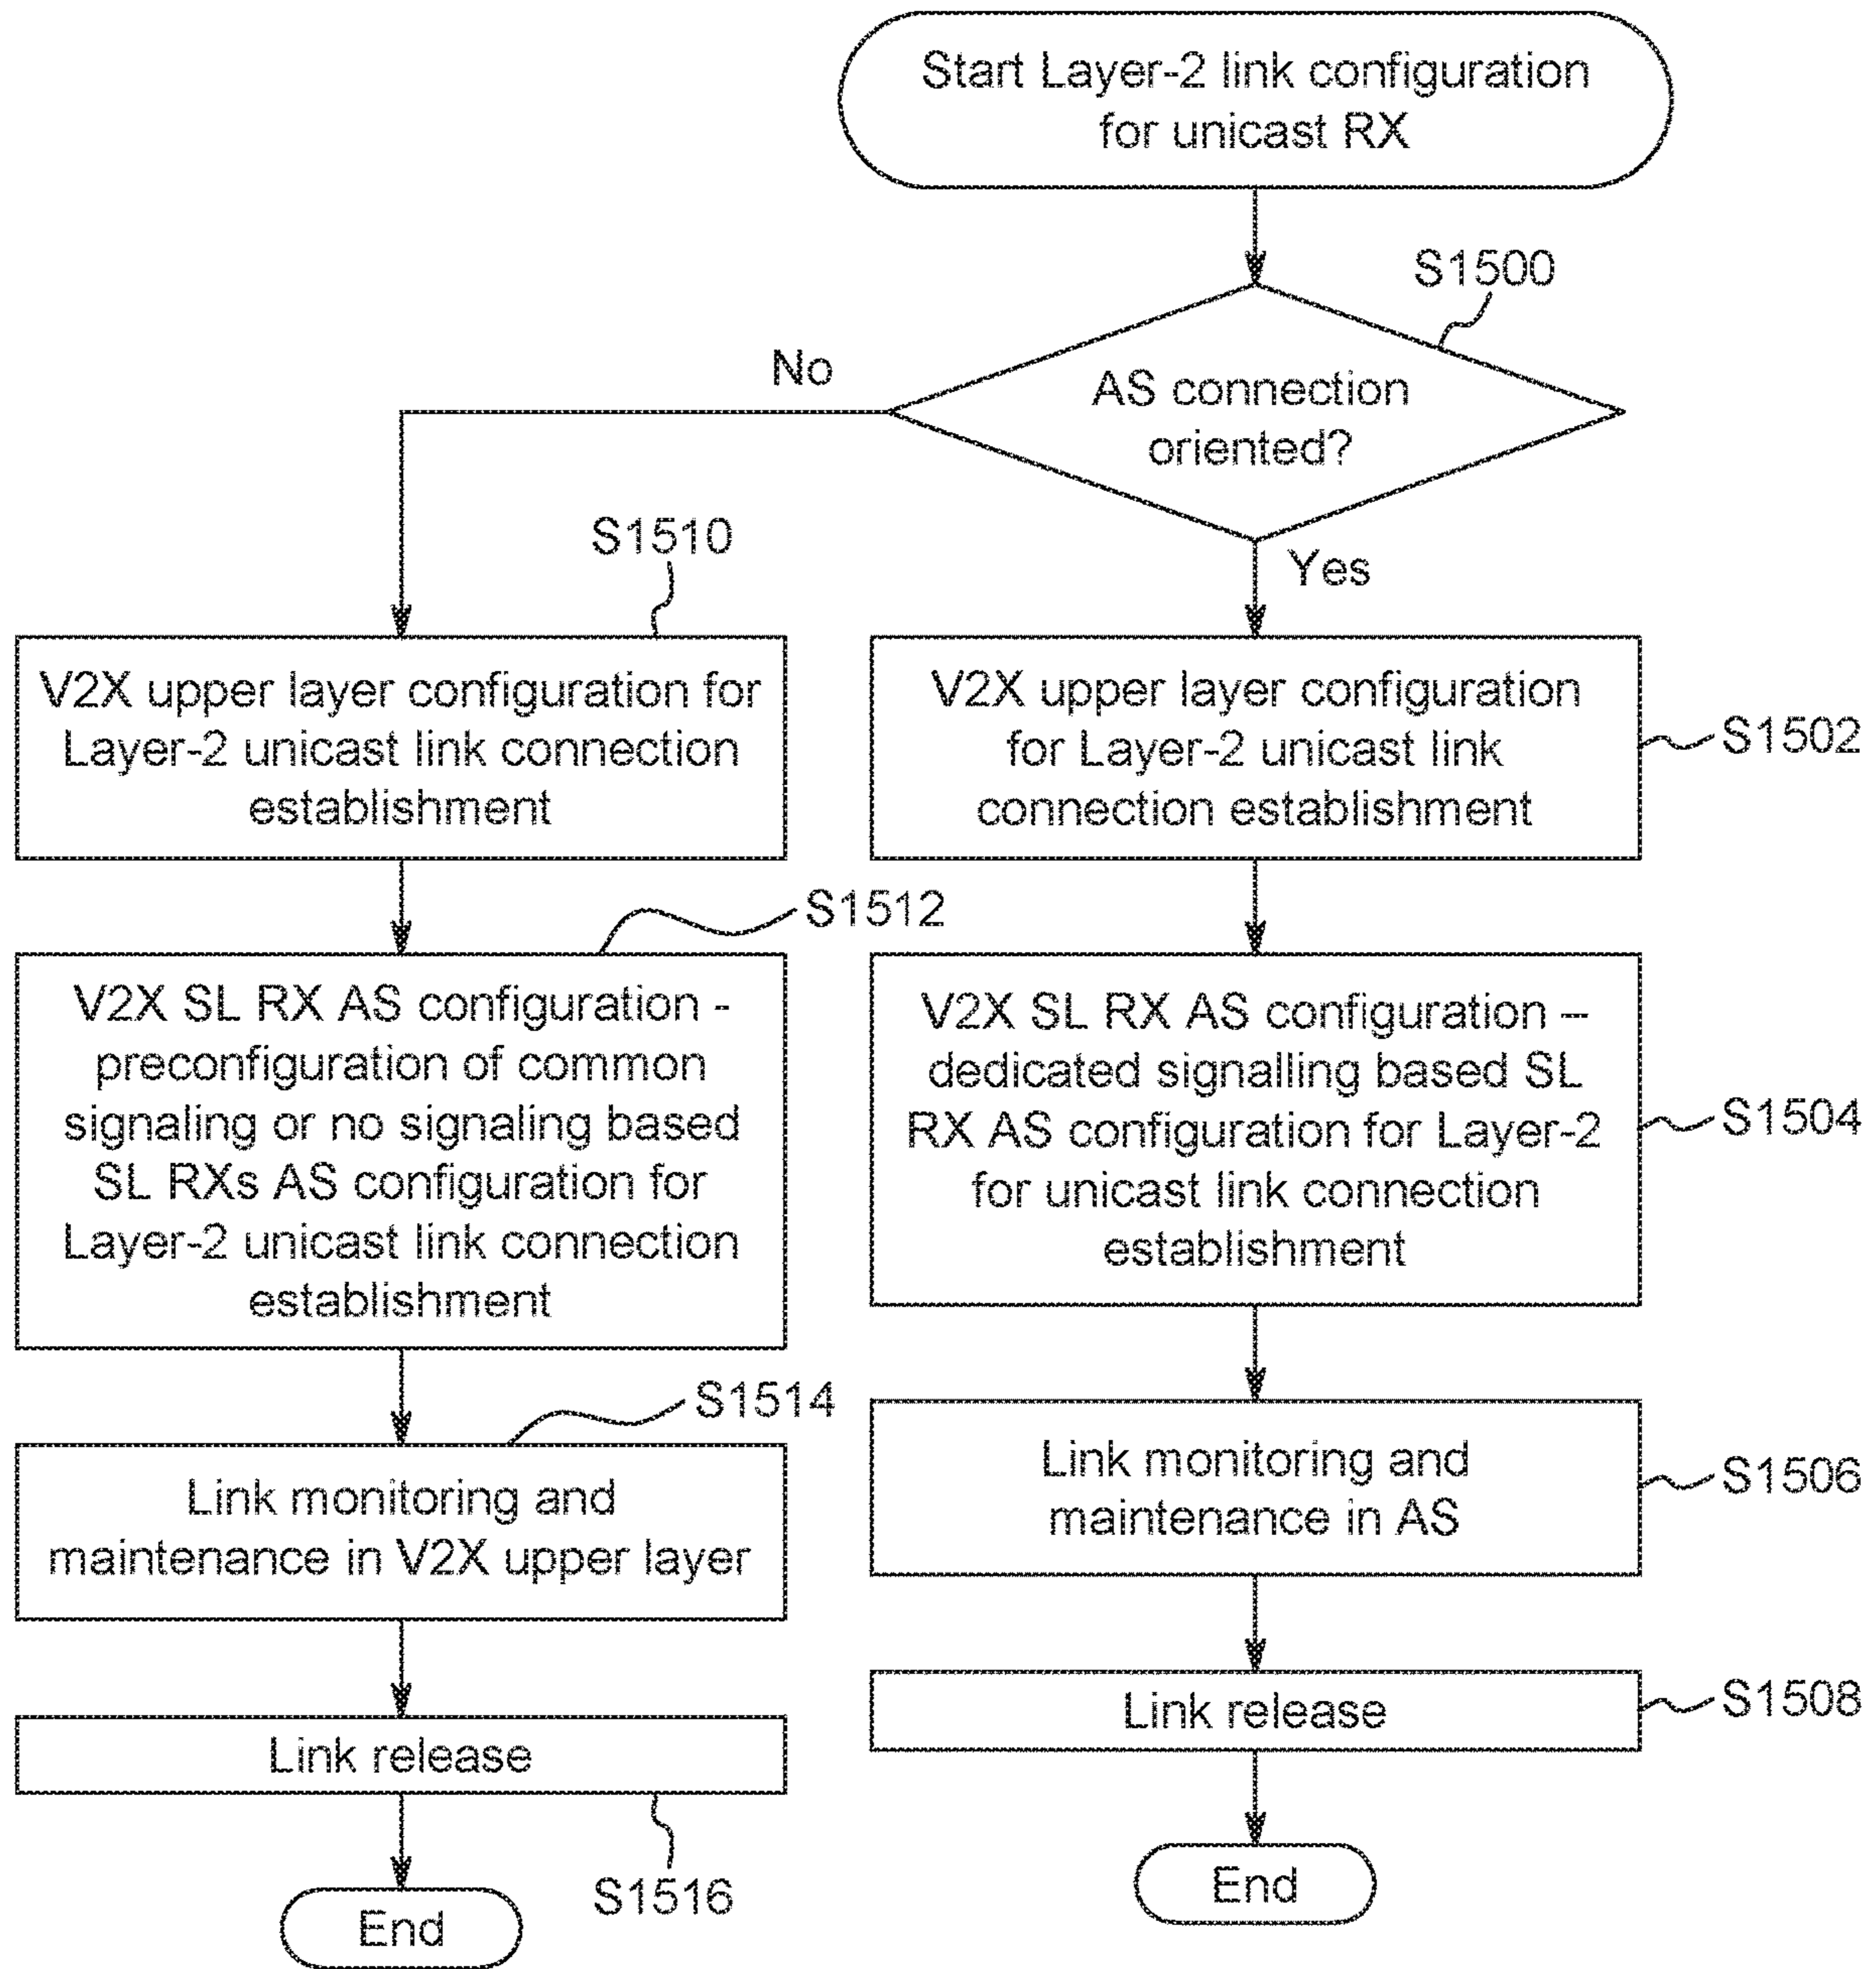 Start Layer-2 link configuration
for unicast RX
S1500
AS connection
oriented?
No
Yes
S1510
V2X upper layer configuration for
Layer-2 unicast link connection
establishment
V2X upper layer configuration
for Layer-2 unicast link
connection establishment
S1502
S1512
V2X SL RX AS configuration -
preconfiguration of common
signaling or no signaling based
SL RXs AS configuration for
Layer-2 unicast link connection
establishment
V2X SL RX AS configuration –
dedicated signalling based SL
RX AS configuration for Layer-2
for unicast link connection
establishment
S1504
S1514
Link monitoring and
maintenance in V2X upper layer
Link monitoring and
maintenance in AS
S1506
Link release
S1516
End
Link release
S1508
End